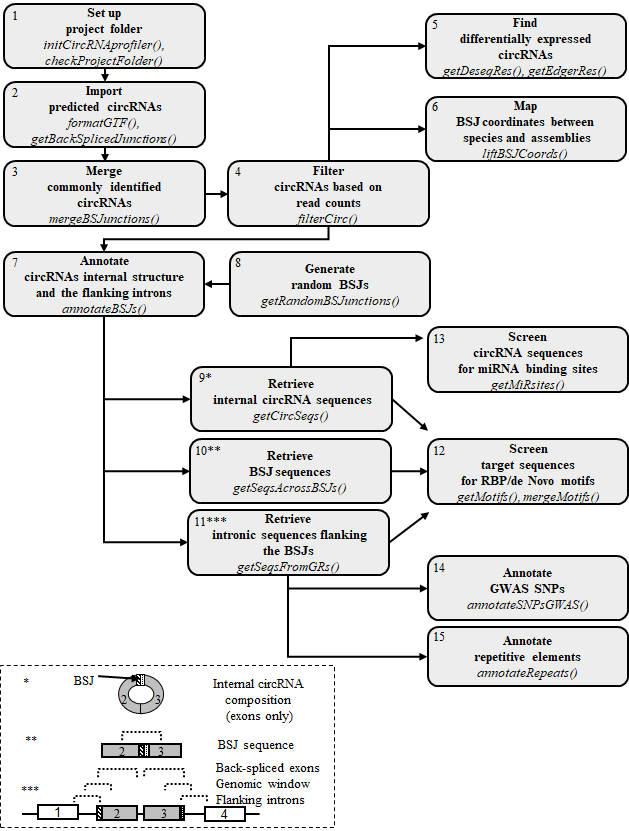 1
Set up
project folder
initCircRNAprofiler(),
checkProjectFolder()
2
Import
predicted circRNAs
formatGTF(),
getBackSplicedJunctions()
3
Merge
commonly identified
circRNAs
mergeBSJunctions()
4
Filter
circRNAs based on
read counts
filterCirc()
5
Find
differentially expressed
circRNAs
getDeseqRes(), getEdgerRes()
6
Map
BSJ coordinates between
species and assemblies
liftBSJCoords()
7
Annotate
circRNAs internal structure
and the flanking introns
annotateBSJs()
8
Generate
random BSJs
getRandomBSJunctions()
9*
Retrieve
internal circRNA sequences
getCircSeqs()
10**
Retrieve
BSJ sequences
getSeqsAcrossBSJs()
11***
Retrieve
intronic sequences flanking
the BSJs
getSeqsFromGRs()
13
Screen
circRNA sequences
for miRNA binding sites
getMiRsites()
12
Screen
target sequences
for RBP/de Novo motifs
getMotifs(), mergeMotifs()
14
Annotate
GWAS SNPs
annotateSNPsGWAS()
15
Annotate
repetitive elements
annotateRepeats()
*
BSJ
2 3
Internal circRNA
composition
(exons only)
**
2 3
BSJ sequence
***
Back-spliced exons
Genomic window
Flanking introns
1 2 3 4